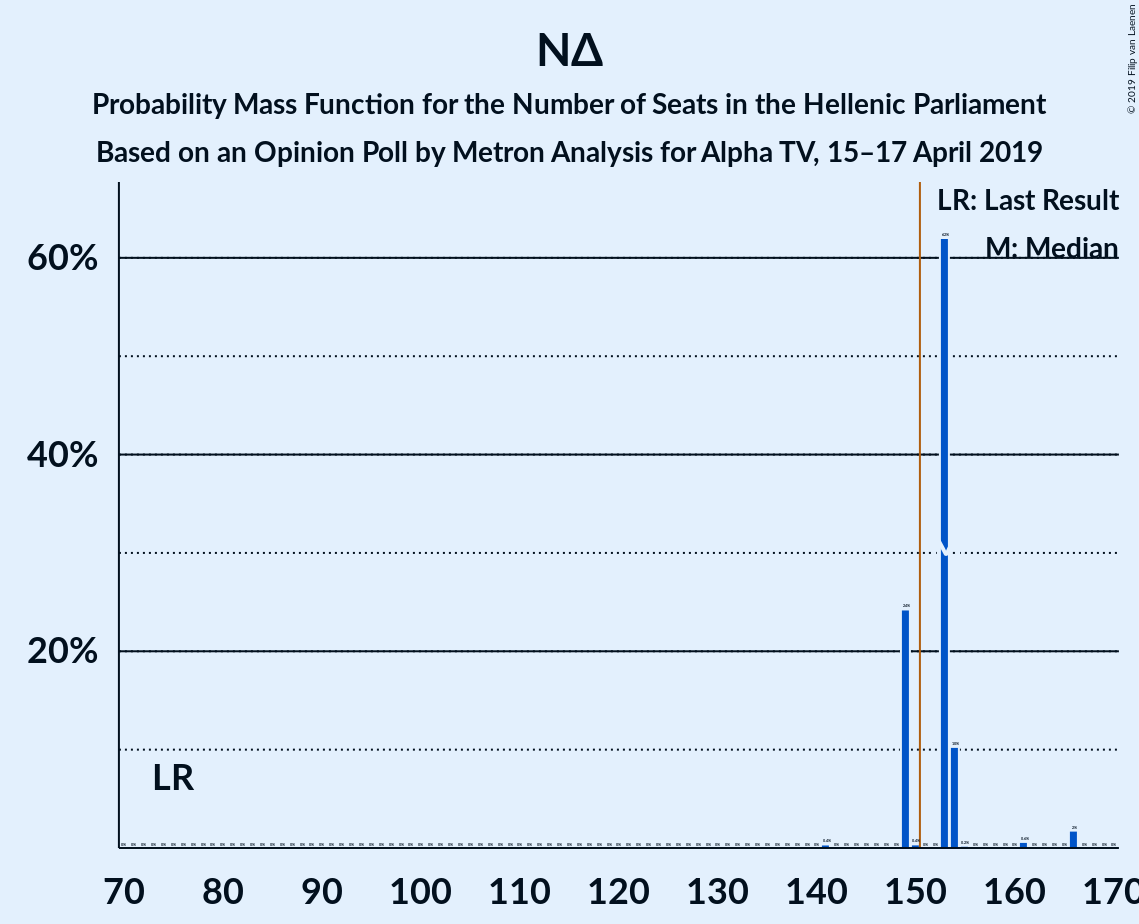 ΝΔ
Probability Mass Function for the Number of Seats in the Hellenic Parliament
Based on an Opinion Poll by Metron Analysis for Alpha TV, 15–17 April 2019
© 2019 Filip van Laenen
LR: Last Result
M: Median
60%
40%
20%
LR
70 80 90 100 110 120 130 140 150 160 170